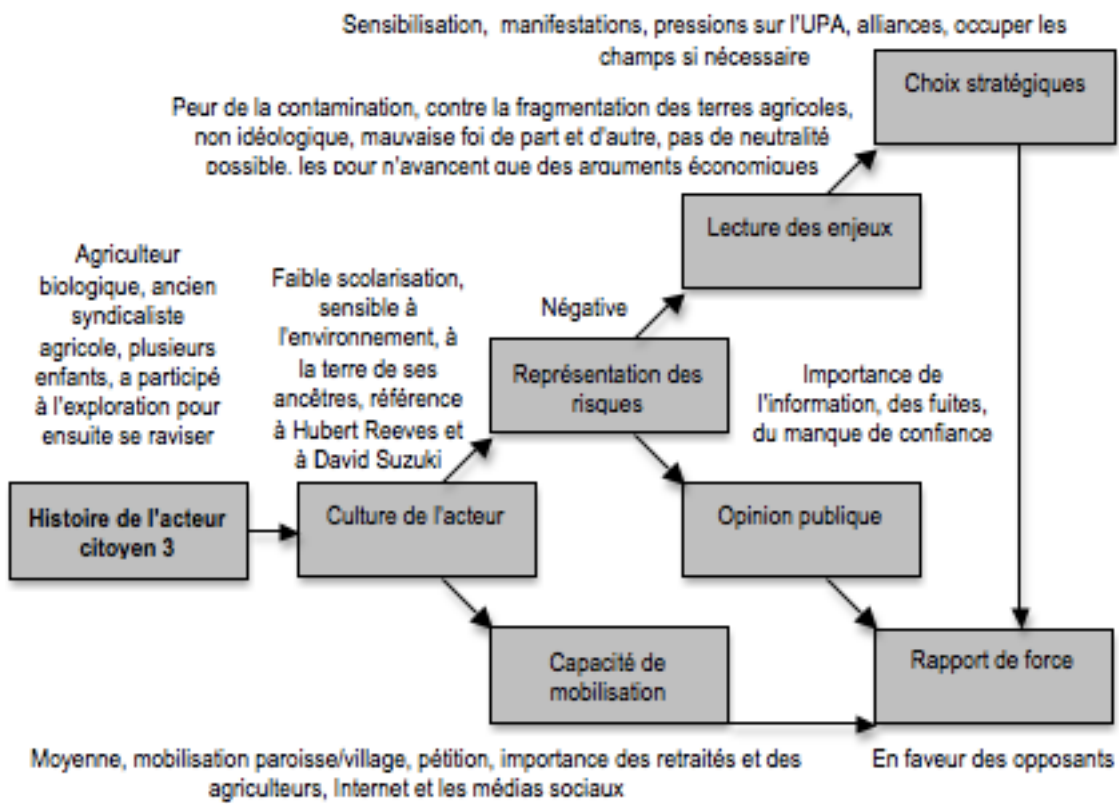 Sensibilisation, manifestations, pressions sur l'UPA, alliances, occuper les
champs si nécessaire
Choix stratégiques
Peur de la contamination, contre la fragmentation des terres agricoles,
non idéologique, mauvaise foi de part et d'autre, pas de neutralité
possible, les pour n'avancent que des arguments économiques
Lecture des enjeux
Agriculteur
biologique, ancien
syndicaliste
agricole, plusieurs
enfants, a participé
à l'exploration pour
ensuite se raviser
Faible scolarisation,
sensible à
l'environnement, à
la terre de ses
ancêtres, référence
à Hubert Reeves et
à David Suzuki
Négative
Représentation des
risques
Importance de
l'information, des fuites,
du manque de confiance
Histoire de l'acteur
citoyen 3
Culture de l'acteur
Opinion publique
Capacité de
mobilisation
Rapport de force
Moyenne, mobilisation paroisse/village, pétition, importance des retraités et des
agriculteurs, Internet et les médias sociaux
En faveur des opposants